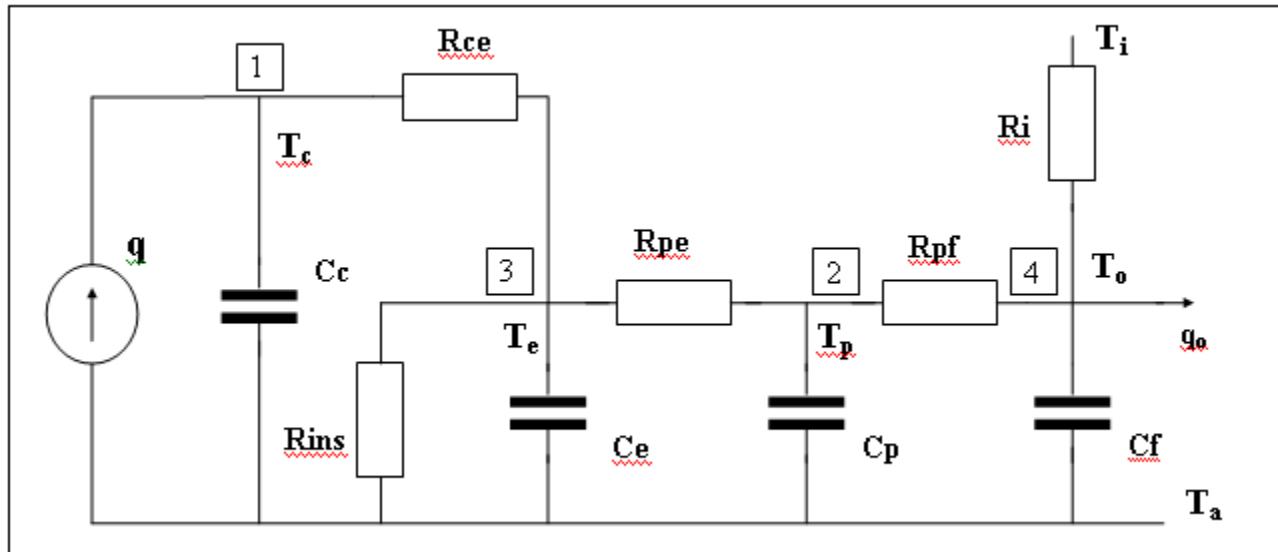 Rce
1
Tᵢ
Ri
T_c
q
Cc
Rpe
Rpf
3
2
4
Tₒ
Tₑ
Tₚ
qₒ
Rins
Ce
Cp
Cf
Tₐ